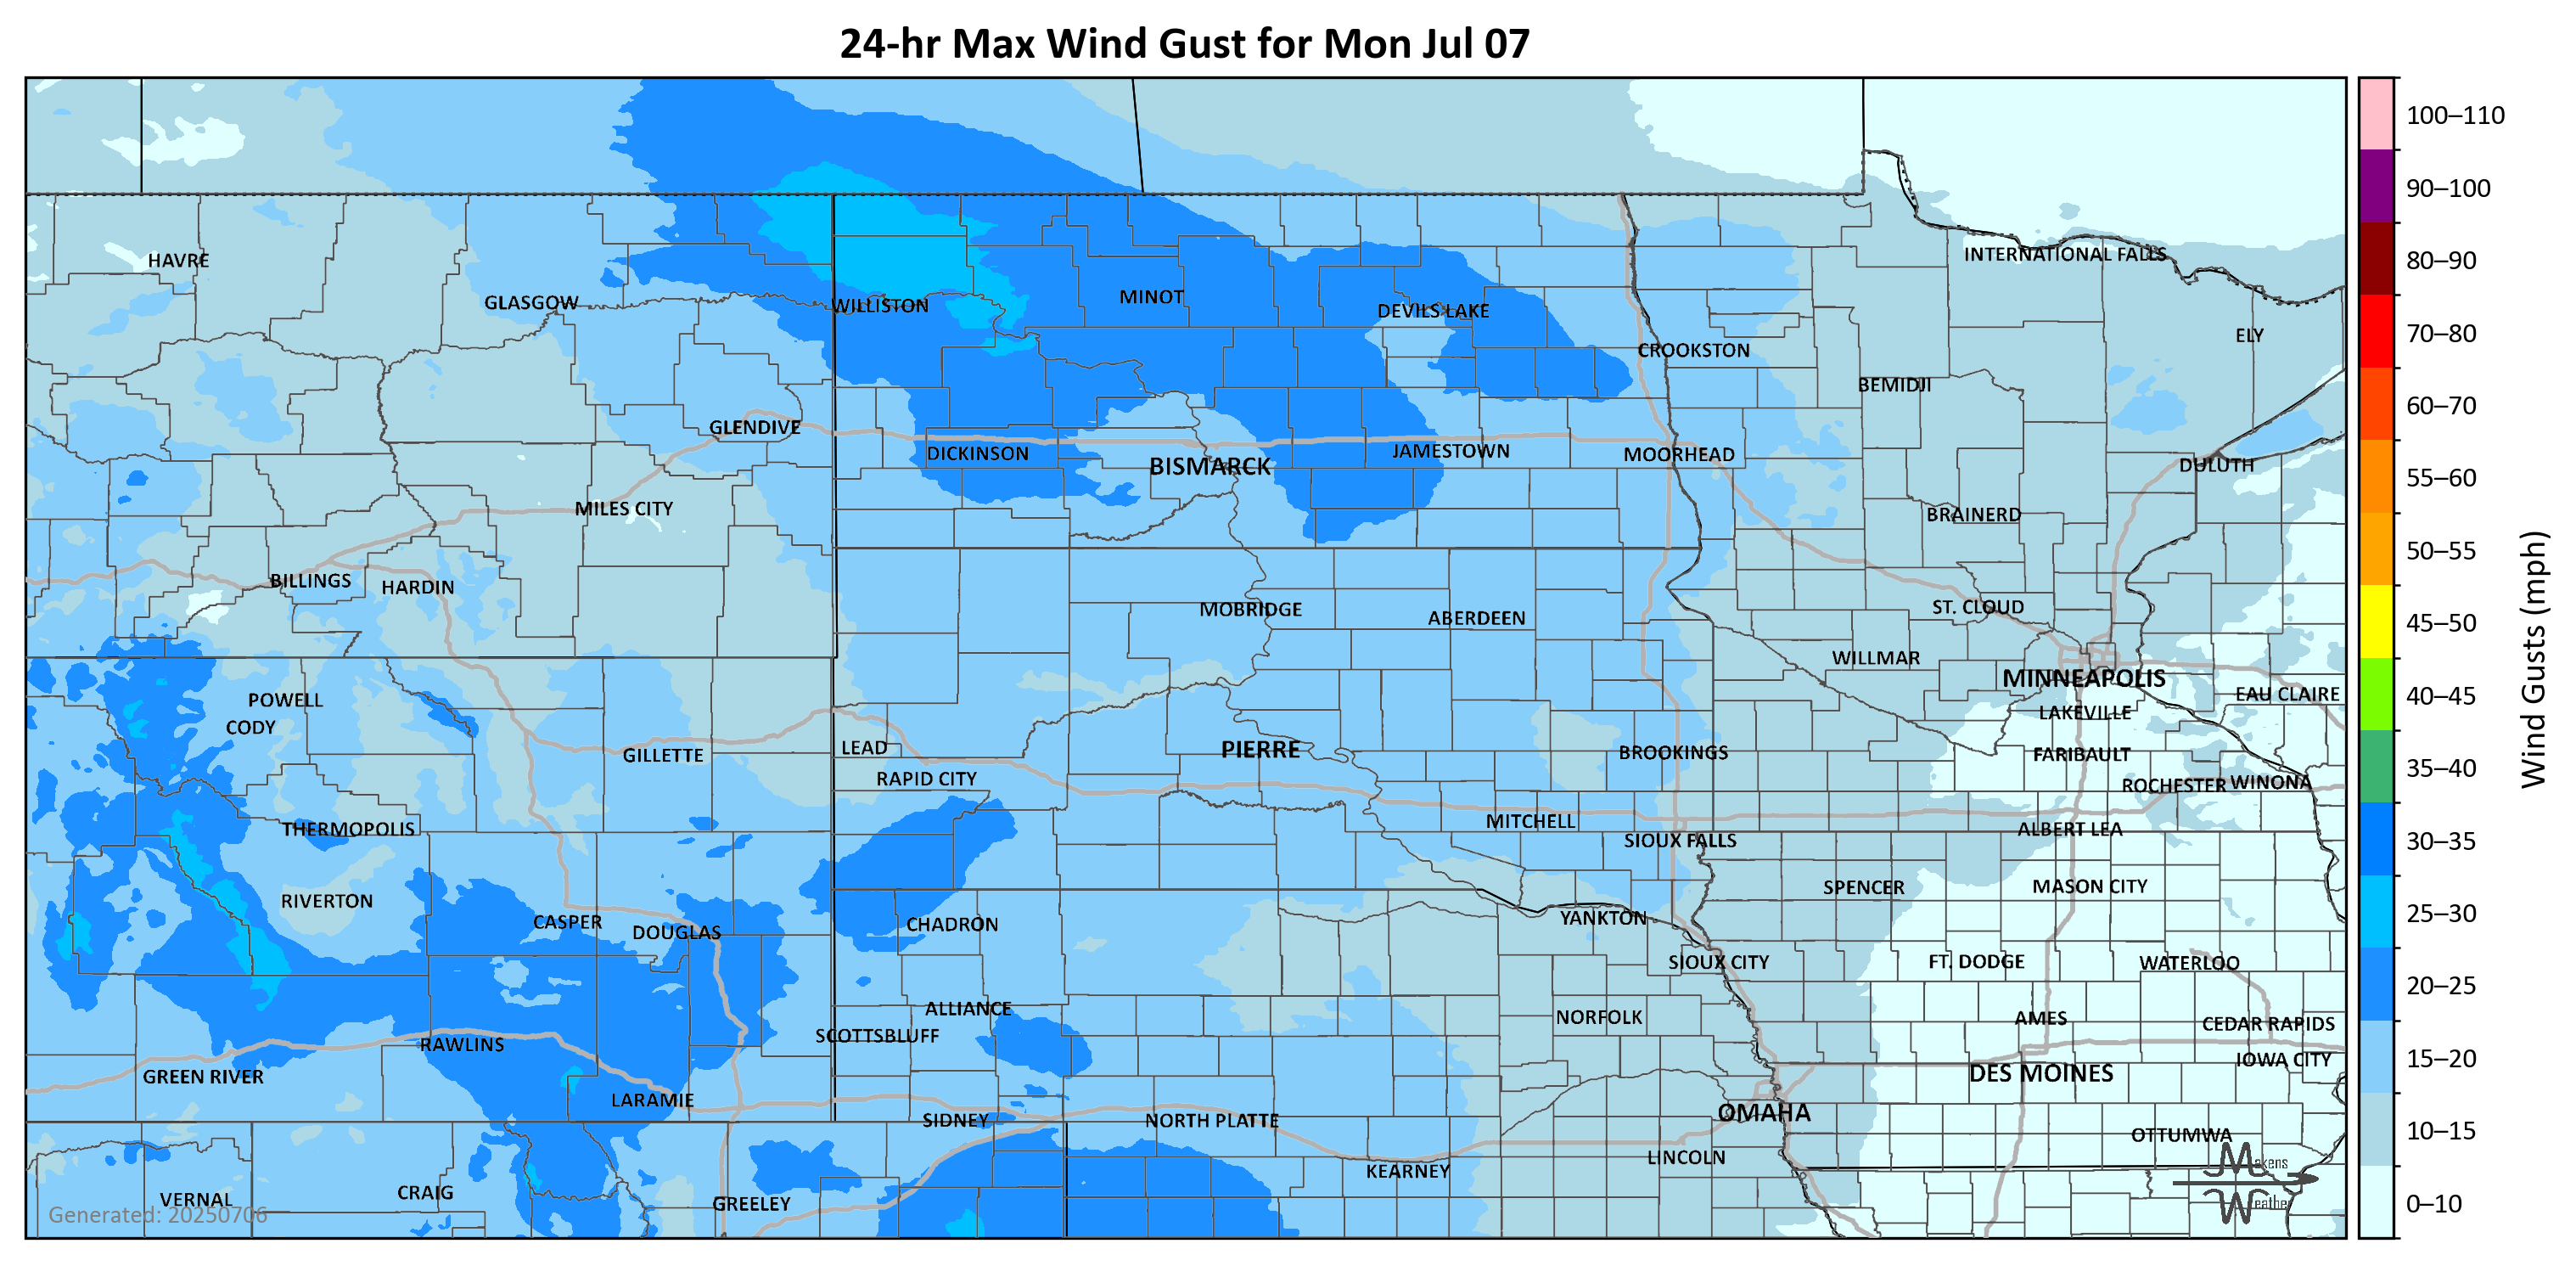 24-hr Max Wind Gust for Mon Jul 07
100–110
90–100
80–90
70–80
60–70
55–60
50–55
45–50
40–45
35–40
30–35
25–30
20–25
15–20
10–15
0–10
Wind Gusts (mph)
HAVRE
INTERNATIONAL FALLS
GLASGOW
WILLISTON
MINOT
DEVILS LAKE
ELY
CROOKSTON
BEMIDJI
GLENDIVE
DICKINSON
BISMARCK
JAMESTOWN
MOORHEAD
DULUTH
MILES CITY
BRAINERD
BILLINGS
HARDIN
MOBRIDGE
ABERDEEN
ST. CLOUD
WILLMAR
MINNEAPOLIS
EAU CLAIRE
POWELL
CODY
LAKEVILLE
GILLETTE
LEAD
PIERRE
BROOKINGS
FARIBAULT
RAPID CITY
ROCHESTER
WINONA
THERMOPOLIS
MITCHELL
SIOUX FALLS
ALBERT LEA
RIVERTON
SPENCER
MASON CITY
CASPER
DOUGLAS
CHADRON
YANKTON
SIOUX CITY
FT. DODGE
WATERLOO
ALLIANCE
NORFOLK
AMES
CEDAR RAPIDS
SCOTTSBLUFF
RAWLINS
IOWA CITY
GREEN RIVER
DES MOINES
LARAMIE
SIDNEY
NORTH PLATTE
OMAHA
OTTUMWA
KEARNEY
LINCOLN
VERNAL
CRAIG
GREELEY
Generated: 20250706
Makens
Weather